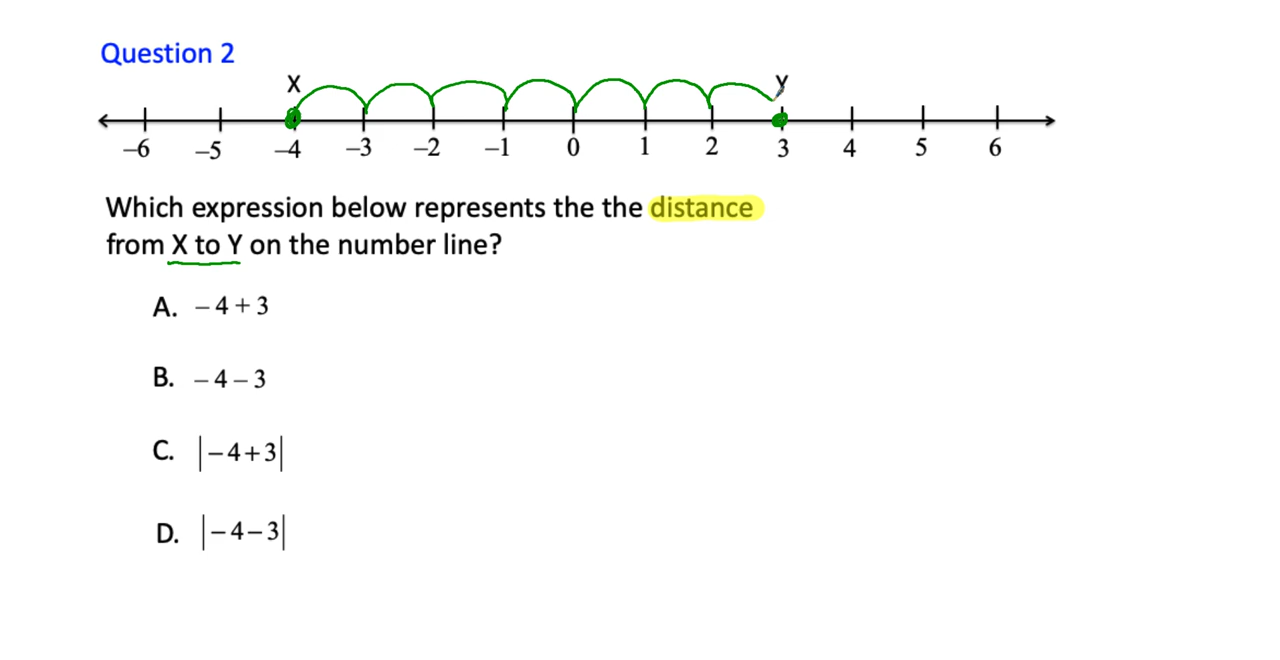 Question 2
X Y
–6 –5 –4 –3 –2 –1 0 1 2 3 4 5 6
Which expression below represents the the distance
from X to Y on the number line?
A. – 4 + 3
B. – 4 – 3
C. |– 4 + 3|
D. |– 4 – 3|